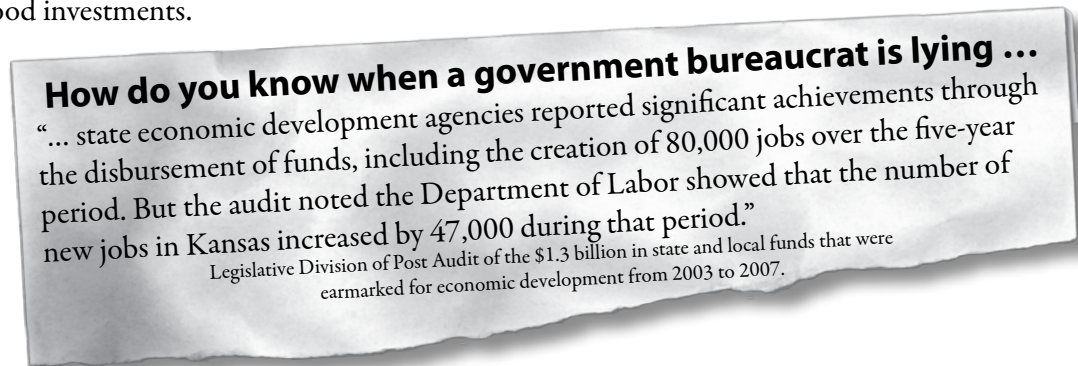 ood investments.
How do you know when a government bureaucrat is lying …
“… state economic development agencies reported significant achievements through
the disbursement of funds, including the creation of 80,000 jobs over the five-year
period. But the audit noted the Department of Labor showed that the number of
new jobs in Kansas increased by 47,000 during that period.”
Legislative Division of Post Audit of the $1.3 billion in state and local funds that were
earmarked for economic development from 2003 to 2007.